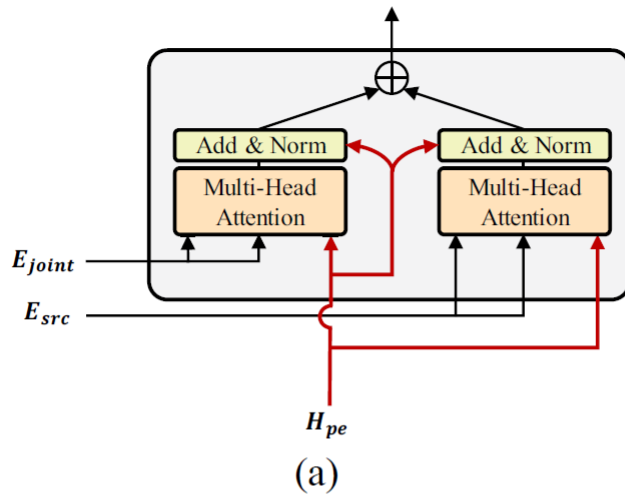 Add & Norm
Add & Norm
Multi-Head
Attention
Multi-Head
Attention
E_joint
E_src
H_pe
(a)